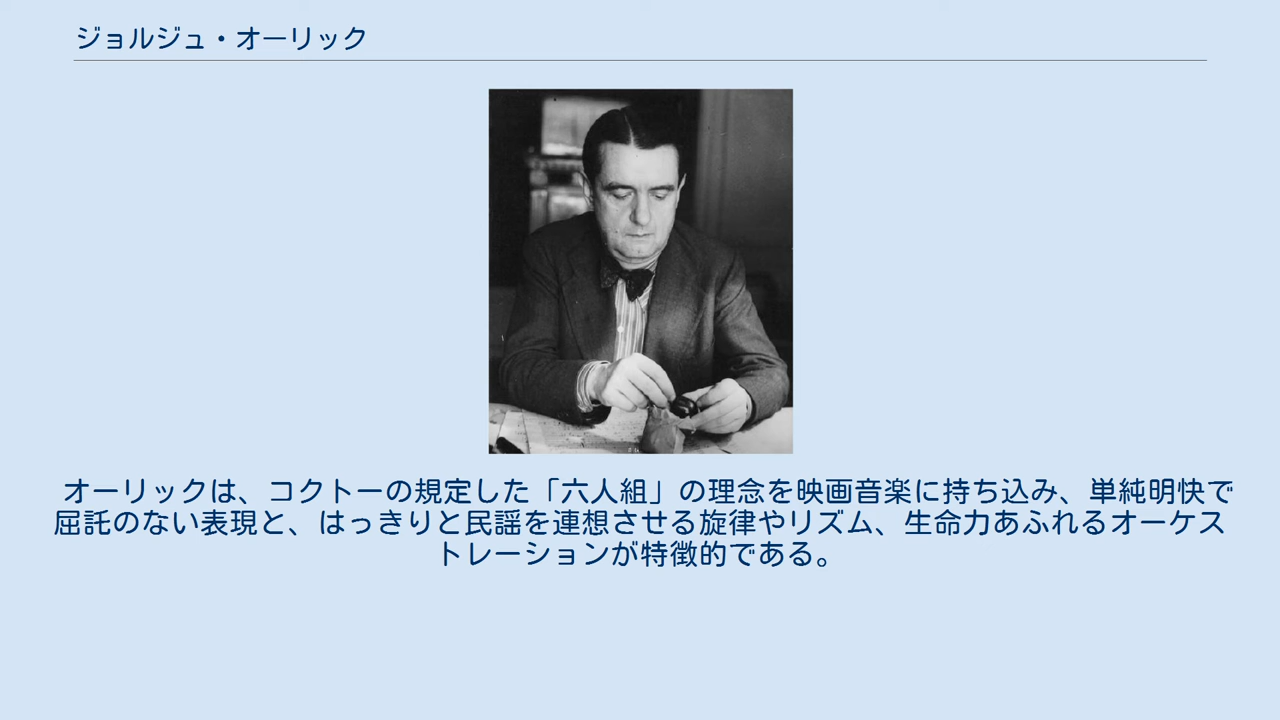 ジョルジュ・オーリック
オーリックは、コクトーの規定した「六人組」の理念を映画音楽に持ち込み、単純明快で
屈託のない表現と、はっきりと民謡を連想させる旋律やリズム、生命力あふれるオーケス
トレーションが特徴的である。